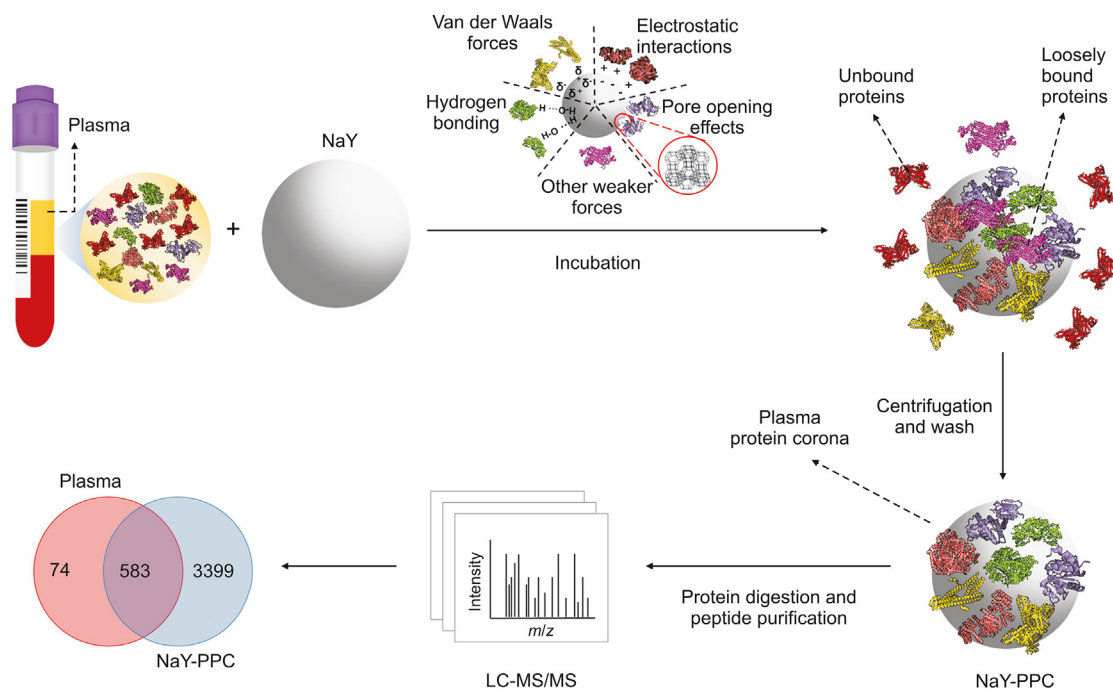 Plasma
+
NaY
Van der Waals
forces
Electrostatic
interactions
δ⁻ δ⁺ δ⁻
δ⁻ δ⁺
+ + + +
- - -
Hydrogen
bonding
H
O-H
H-O
H
Pore opening
effects
Other weaker
forces
Incubation
Unbound
proteins
Loosely
bound
proteins
Centrifugation
and wash
Plasma
protein corona
NaY-PPC
Protein digestion and
peptide purification
Intensity
m/z
LC-MS/MS
Plasma
74
583
3399
NaY-PPC